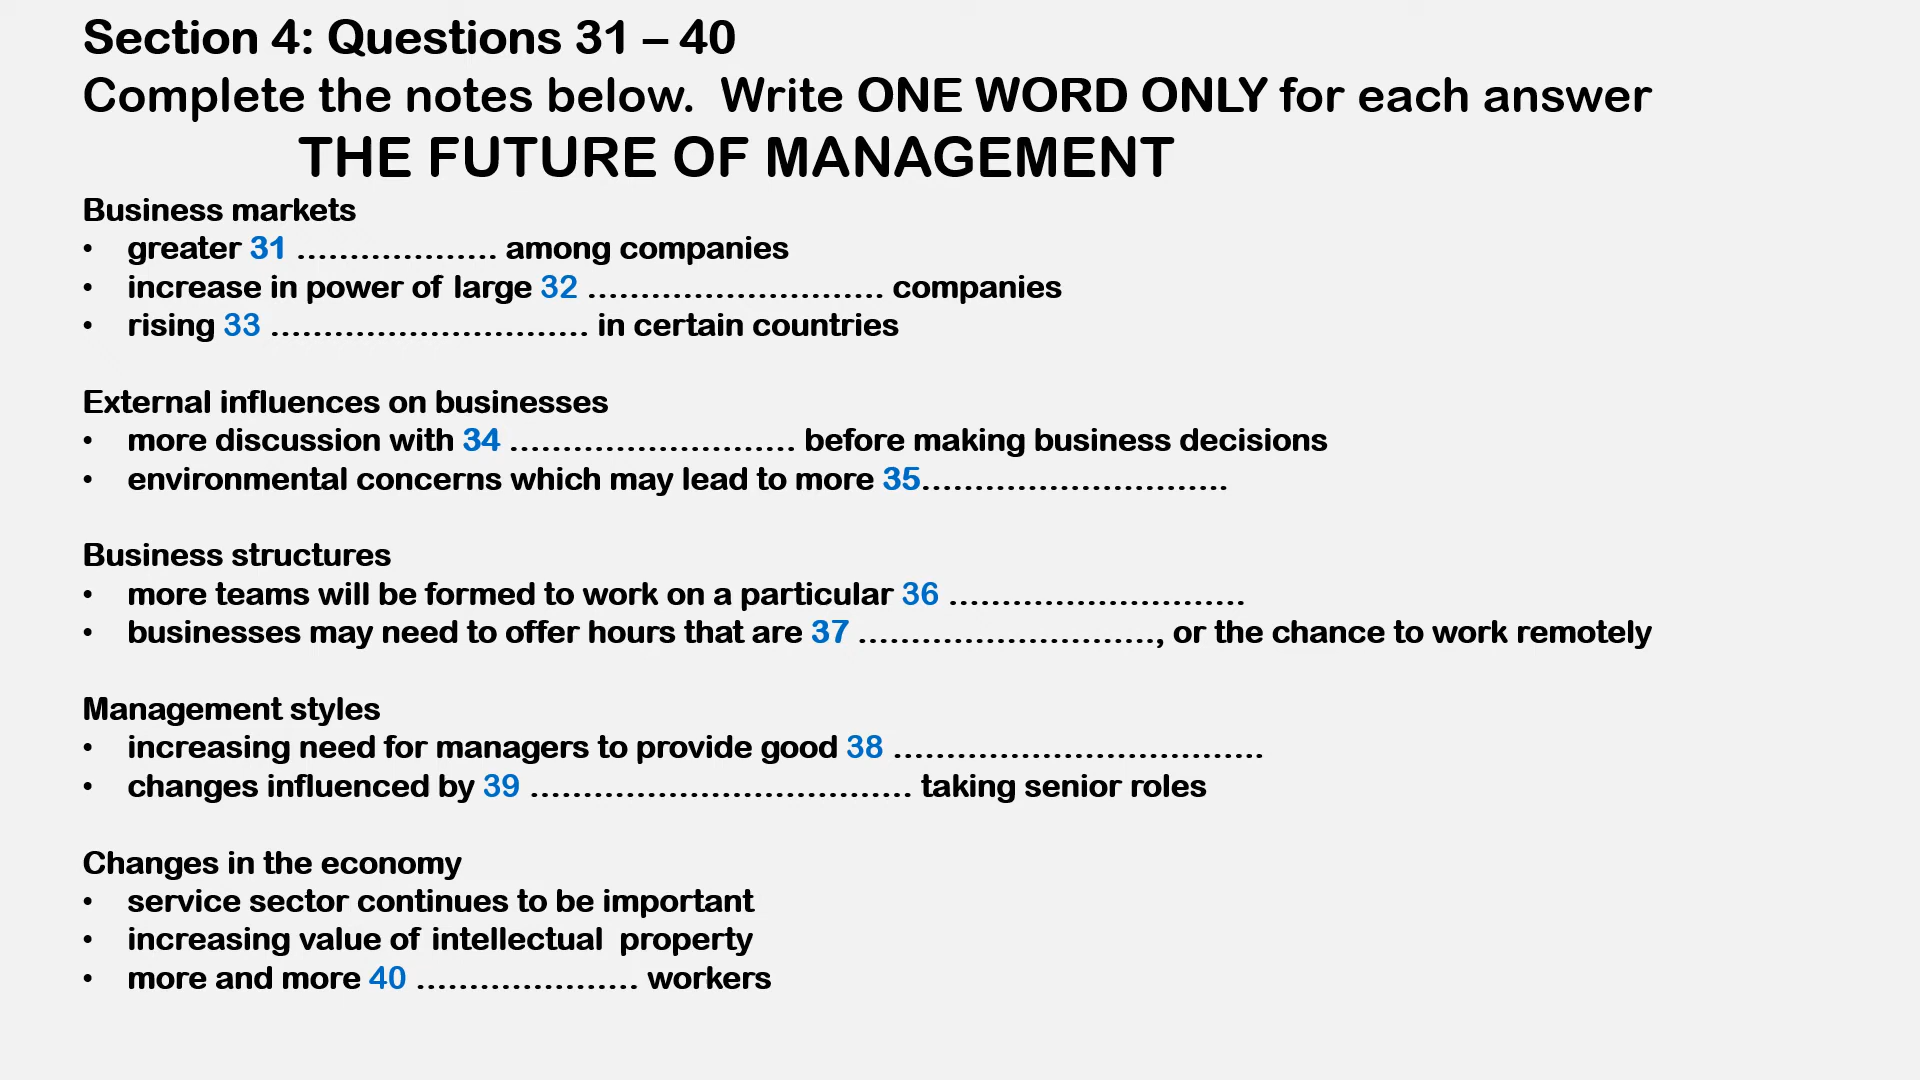 Section 4: Questions 31 – 40
Complete the notes below.  Write ONE WORD ONLY for each answer
THE FUTURE OF MANAGEMENT
Business markets
• greater 31 ................... among companies
• increase in power of large 32 ............................ companies
• rising 33 .............................. in certain countries
External influences on businesses
• more discussion with 34 ........................... before making business decisions
• environmental concerns which may lead to more 35.............................
Business structures
• more teams will be formed to work on a particular 36 ............................
• businesses may need to offer hours that are 37 ............................, or the chance to work remotely
Management styles
• increasing need for managers to provide good 38 ...................................
• changes influenced by 39 .................................... taking senior roles
Changes in the economy
• service sector continues to be important
• increasing value of intellectual  property
• more and more 40 ..................... workers